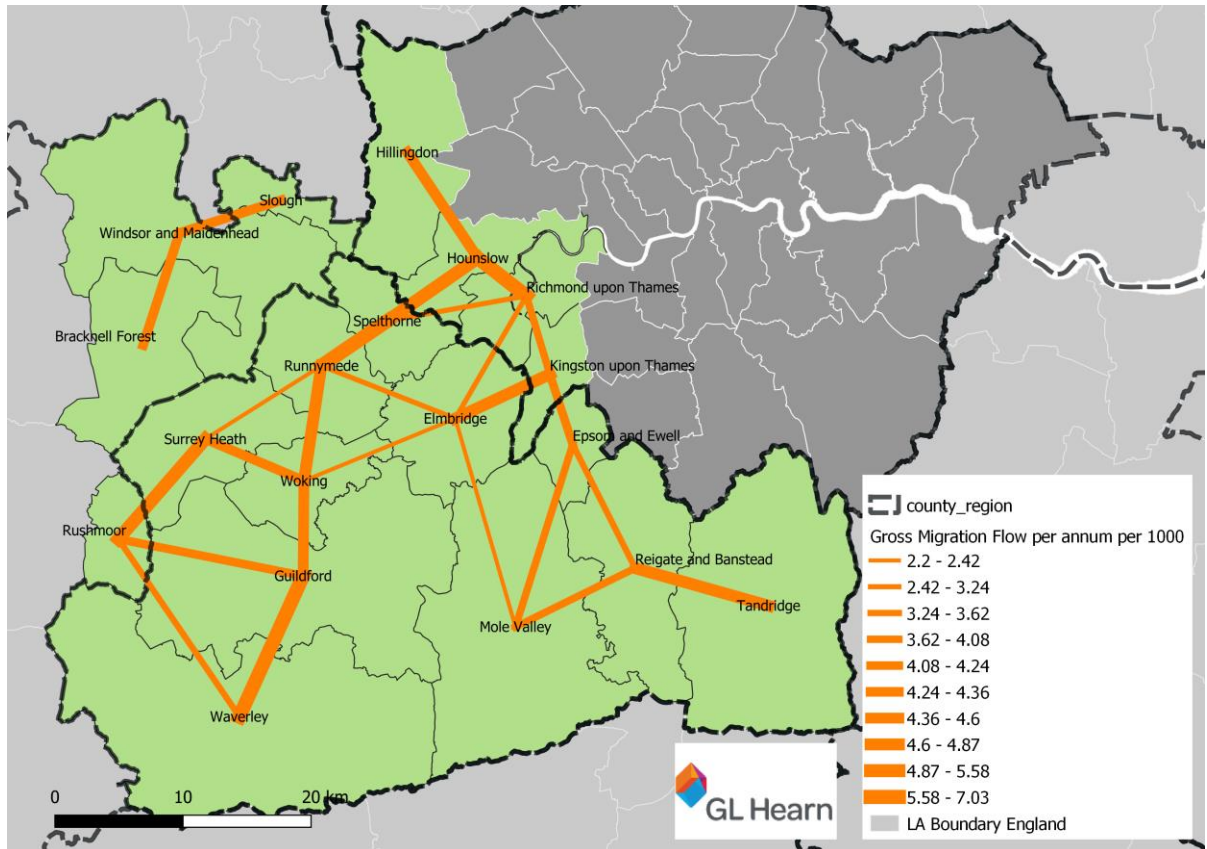 Hillingdon
Slough
Windsor and Maidenhead
Hounslow
Richmond upon Thames
Spelthorne
Bracknell Forest
Runnymede
Kingston upon Thames
Elmbridge
Surrey Heath
Epsom and Ewell
Woking
Rushmoor
Guildford
Reigate and Banstead
Tandridge
Mole Valley
Waverley
0 10 20 km
GL Hearn
county_region
Gross Migration Flow per annum per 1000
2.2 - 2.42
2.42 - 3.24
3.24 - 3.62
3.62 - 4.08
4.08 - 4.24
4.24 - 4.36
4.36 - 4.6
4.6 - 4.87
4.87 - 5.58
5.58 - 7.03
LA Boundary England